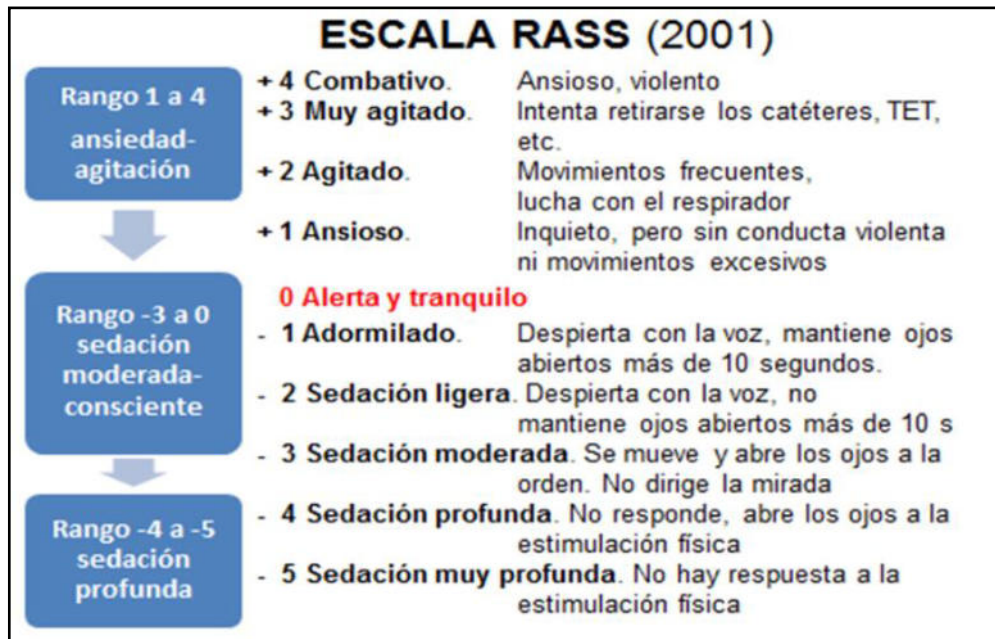 ESCALA RASS (2001)
Rango 1 a 4
ansiedad-
agitación
+ 4 Combativo. Ansioso, violento
+ 3 Muy agitado. Intenta retirarse los catéteres, TET,
etc.
+ 2 Agitado. Movimientos frecuentes,
lucha con el respirador
+ 1 Ansioso. Inquieto, pero sin conducta violenta
ni movimientos excesivos
Rango -3 a 0
sedación
moderada-
consciente
0 Alerta y tranquilo
- 1 Adormilado. Despierta con la voz, mantiene ojos
abiertos más de 10 segundos.
- 2 Sedación ligera. Despierta con la voz, no
mantiene ojos abiertos más de 10 s
- 3 Sedación moderada. Se mueve y abre los ojos a la
orden. No dirige la mirada
Rango -4 a -5
sedación
profunda
- 4 Sedación profunda. No responde, abre los ojos a la
estimulación física
- 5 Sedación muy profunda. No hay respuesta a la
estimulación física